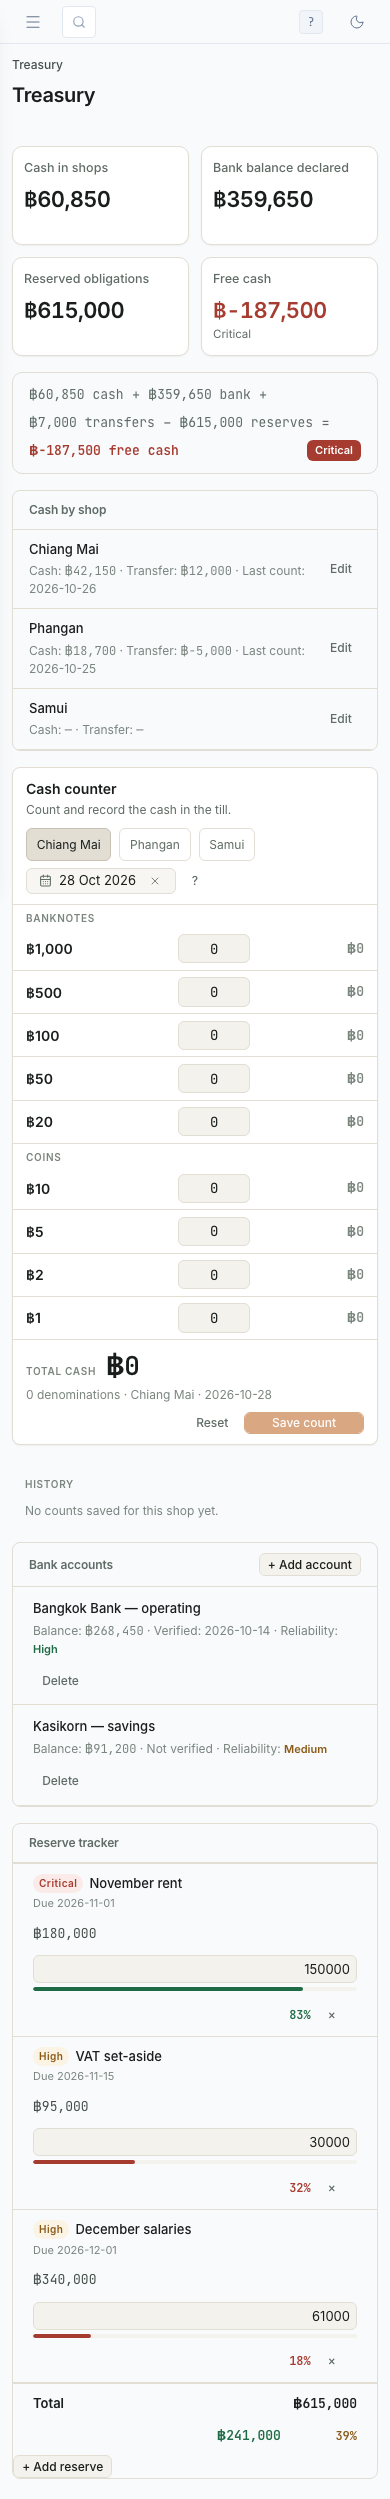 ?
Treasury
Treasury
Cash in shops
฿60,850
Bank balance declared
฿359,650
Reserved obligations
฿615,000
Free cash
฿-187,500
Critical
฿60,850 cash + ฿359,650 bank +
฿7,000 transfers − ฿615,000 reserves =
฿-187,500 free cash
Critical
Cash by shop
Chiang Mai
Cash: ฿42,150 · Transfer: ฿12,000 · Last count:
2026-10-26
Edit
Phangan
Cash: ฿18,700 · Transfer: ฿-5,000 · Last count:
2026-10-25
Edit
Samui
Cash: — · Transfer: —
Edit
Cash counter
Count and record the cash in the till.
Chiang Mai
Phangan
Samui
28 Oct 2026 ×
?
BANKNOTES
฿1,000 0 ฿0
฿500 0 ฿0
฿100 0 ฿0
฿50 0 ฿0
฿20 0 ฿0
COINS
฿10 0 ฿0
฿5 0 ฿0
฿2 0 ฿0
฿1 0 ฿0
TOTAL CASH ฿0
0 denominations · Chiang Mai · 2026-10-28
Reset
Save count
HISTORY
No counts saved for this shop yet.
Bank accounts
+ Add account
Bangkok Bank — operating
Balance: ฿268,450 · Verified: 2026-10-14 · Reliability:
High
Delete
Kasikorn — savings
Balance: ฿91,200 · Not verified · Reliability: Medium
Delete
Reserve tracker
Critical November rent
Due 2026-11-01
฿180,000
150000
83% ×
High VAT set-aside
Due 2026-11-15
฿95,000
30000
32% ×
High December salaries
Due 2026-12-01
฿340,000
61000
18% ×
Total ฿615,000
฿241,000 39%
+ Add reserve